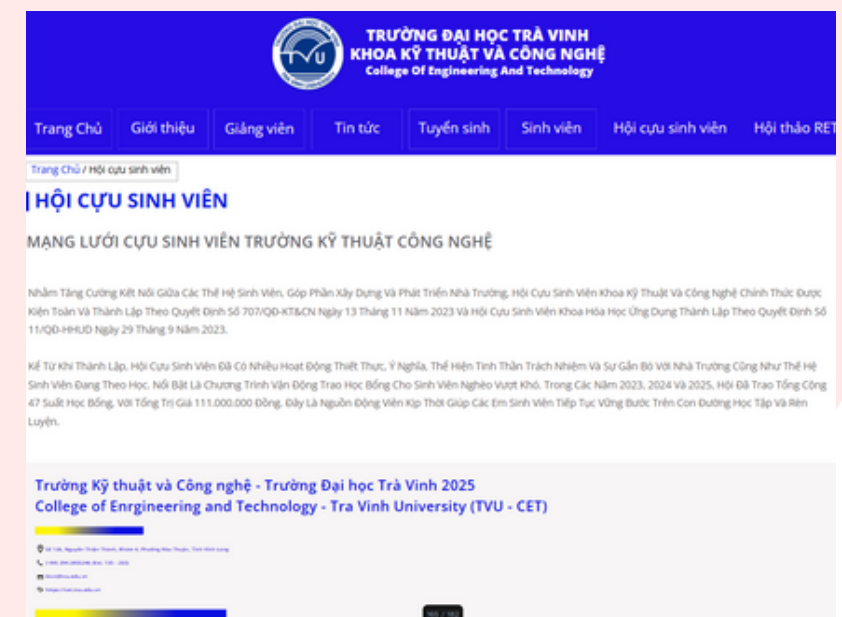 TRƯỜNG ĐẠI HỌC TRÀ VINH
KHOA KỸ THUẬT VÀ CÔNG NGHỆ
College Of Engineering And Technology
TVU
Trang Chủ Giới thiệu Giảng viên Tin tức Tuyển sinh Sinh viên Hội cựu sinh viên Hội thảo RET
Trang Chủ / Hội cựu sinh viên
HỘI CỰU SINH VIÊN
MẠNG LƯỚI CỰU SINH VIÊN TRƯỜNG KỸ THUẬT CÔNG NGHỆ
Nhằm Tăng Cường Kết Nối Giữa Các Thế Hệ Sinh Viên, Góp Phần Xây Dựng Và Phát Triển Nhà Trường, Hội Cựu Sinh Viên Khoa Kỹ Thuật Và Công Nghệ Chính Thức Được
Kiện Toàn Và Thành Lập Theo Quyết Định Số 707/QĐ-KT&CN Ngày 13 Tháng 11 Năm 2023 Và Hội Cựu Sinh Viên Khoa Hóa Học Ứng Dụng Thành Lập Theo Quyết Định Số
11/QĐ-HHUD Ngày 29 Tháng 9 Năm 2023.
Kể Từ Khi Thành Lập, Hội Cựu Sinh Viên Đã Có Nhiều Hoạt Động Thiết Thực, Ý Nghĩa, Thể Hiện Tinh Thần Trách Nhiệm Và Sự Gắn Bó Với Nhà Trường Cũng Như Thế Hệ
Sinh Viên Đang Theo Học. Nổi Bật Là Chương Trình Vận Động Trao Học Bổng Cho Sinh Viên Nghèo Vượt Khó. Trong Các Năm 2023, 2024 Và 2025, Hội Đã Trao Tổng Cộng
47 Suất Học Bổng, Với Tổng Trị Giá 111.000.000 Đồng. Đây Là Nguồn Động Viên Kịp Thời Giúp Các Em Sinh Viên Tiếp Tục Vững Bước Trên Con Đường Học Tập Và Rèn
Luyện.
Trường Kỹ thuật và Công nghệ - Trường Đại học Trà Vinh 2025
College of Enrgineering and Technology - Tra Vinh University (TVU - CET)